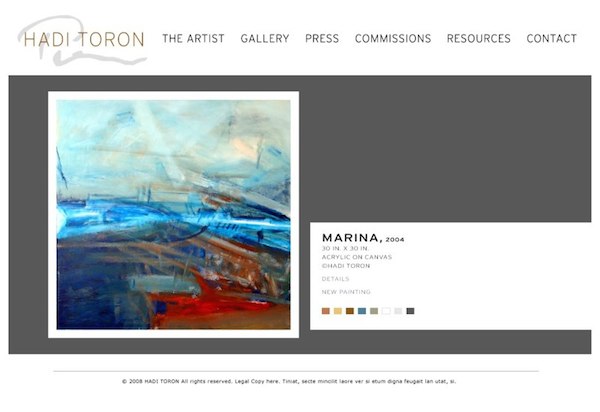 HADI TORON
THE ARTIST GALLERY PRESS COMMISSIONS RESOURCES CONTACT
MARINA, 2004
30 IN. X 30 IN.
ACRYLIC ON CANVAS
©HADI TORON
DETAILS
NEW PAINTING
© 2008 HADI TORON All rights reserved. Legal Copy here. Timiat, secte minicilit laore ver si etum digna feugait lan utat, si.